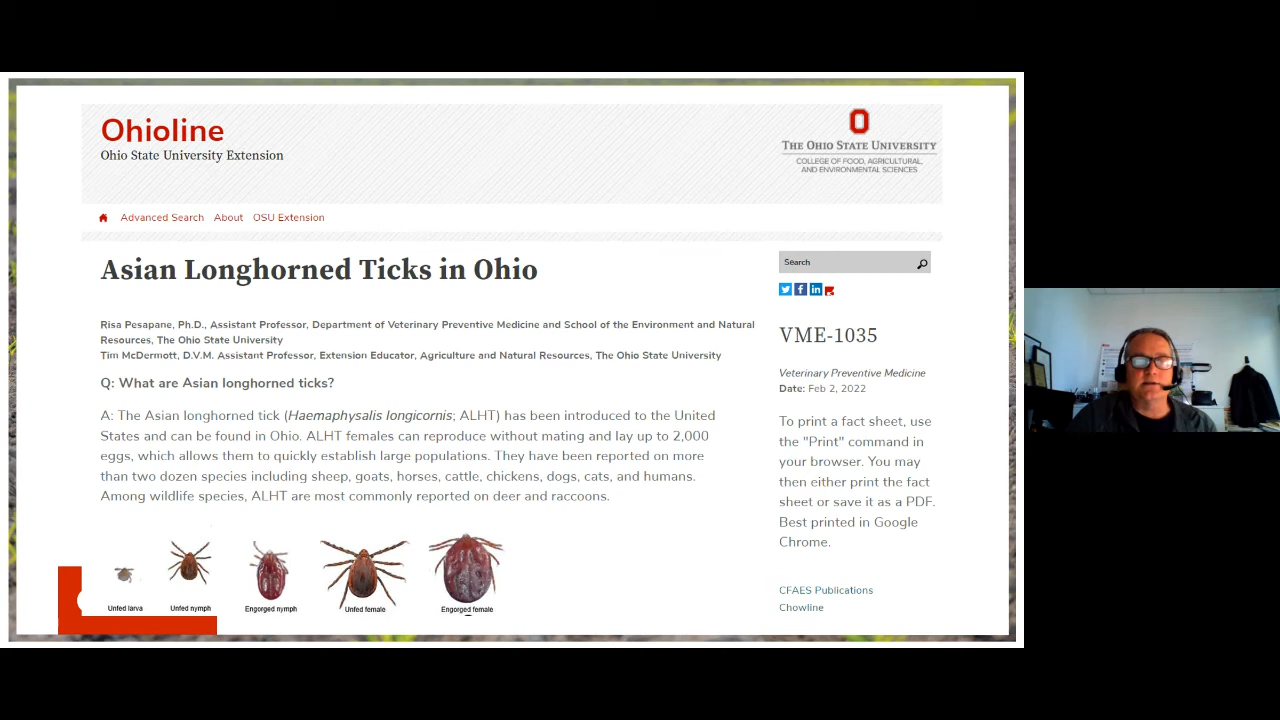 Ohioline
Ohio State University Extension
THE OHIO STATE UNIVERSITY
COLLEGE OF FOOD, AGRICULTURAL,
AND ENVIRONMENTAL SCIENCES
Advanced Search About OSU Extension
Asian Longhorned Ticks in Ohio
Risa Pesapane, Ph.D., Assistant Professor, Department of Veterinary Preventive Medicine and School of the Environment and Natural
Resources, The Ohio State University
Tim McDermott, D.V.M. Assistant Professor, Extension Educator, Agriculture and Natural Resources, The Ohio State University
Q: What are Asian longhorned ticks?
A: The Asian longhorned tick (Haemaphysalis longicornis; ALHT) has been introduced to the United
States and can be found in Ohio. ALHT females can reproduce without mating and lay up to 2,000
eggs, which allows them to quickly establish large populations. They have been reported on more
than two dozen species including sheep, goats, horses, cattle, chickens, dogs, cats, and humans.
Among wildlife species, ALHT are most commonly reported on deer and raccoons.
Unfed larva Unfed nymph Engorged nymph Unfed female Engorged female
Search
VME-1035
Veterinary Preventive Medicine
Date: Feb 2, 2022
To print a fact sheet, use
the "Print" command in
your browser. You may
then either print the fact
sheet or save it as a PDF.
Best printed in Google
Chrome.
CFAES Publications
Chowline